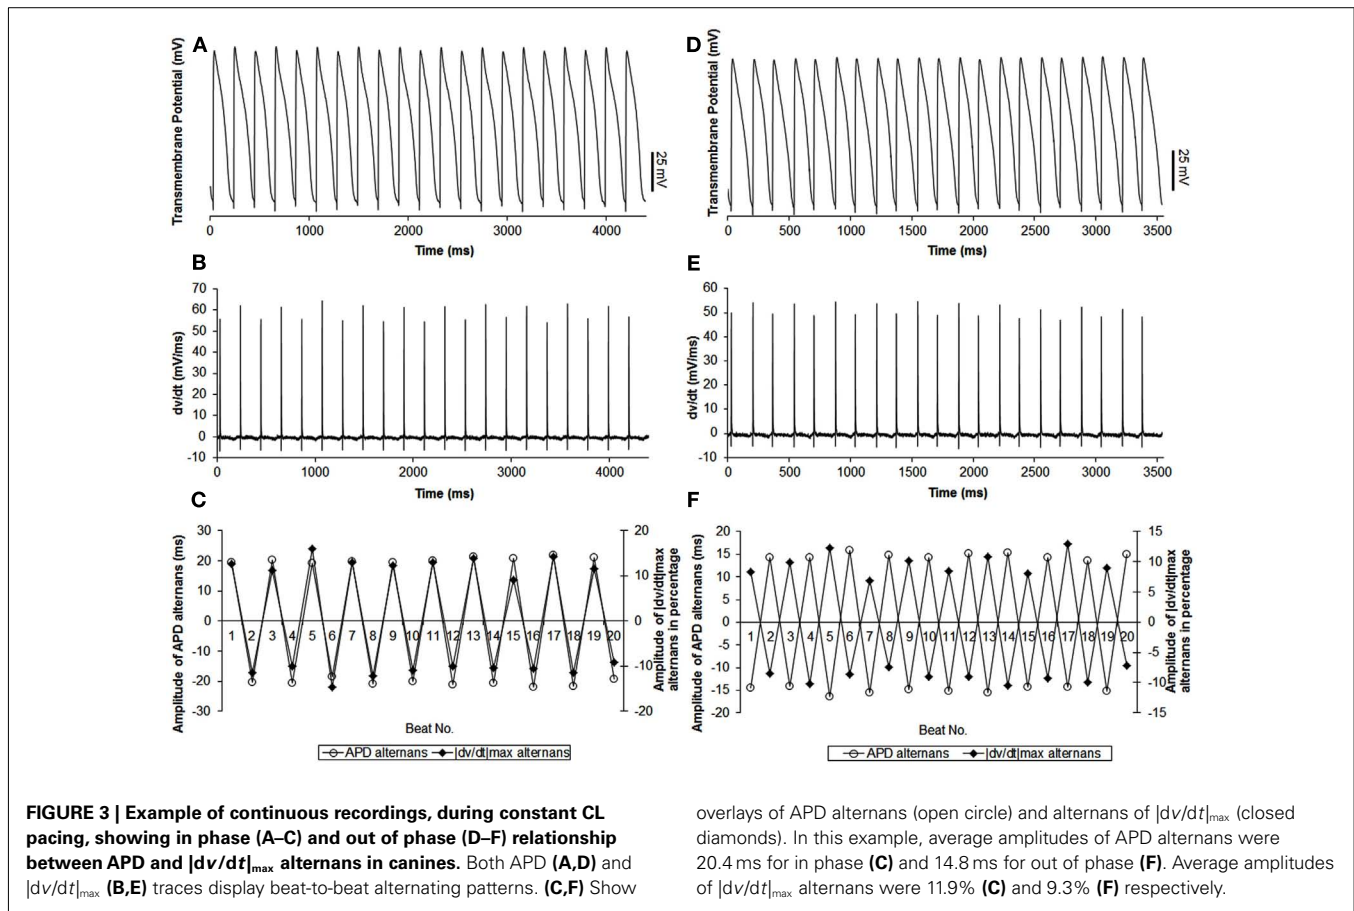 A
Transmembrane Potential (mV)
25 mV
0 1000 2000 3000 4000
Time (ms)
B
dv/dt (mV/ms)
70
60
50
40
30
20
10
0
-10
0 1000 2000 3000 4000
Time (ms)
C
Amplitude of APD alternans (ms)
30
20
10
0
-10
-20
-30
1 2 3 4 5 6 7 8 9 10 11 12 13 14 15 16 17 18 19 20
20
10
0
-10
-20
Amplitude of |dv/dt|max
alternans in percentage
Beat No.
APD alternans |dv/dt|max alternans
D
Transmembrane Potential (mV)
25 mV
0 500 1000 1500 2000 2500 3000 3500
Time (ms)
E
dv/dt (mV/ms)
60
50
40
30
20
10
0
-10
0 500 1000 1500 2000 2500 3000 3500
Time (ms)
F
Amplitude of APD alternans (ms)
20
15
10
5
0
-5
-10
-15
-20
1 2 3 4 5 6 7 8 9 10 11 12 13 14 15 16 17 18 19 20
15
10
5
0
-5
-10
-15
Amplitude of |dv/dt|max
alternans in percentage
Beat No.
APD alternans |dv/dt|max alternans
FIGURE 3 | Example of continuous recordings, during constant CL
pacing, showing in phase (A–C) and out of phase (D–F) relationship
between APD and |dv/dt|max alternans in canines. Both APD (A,D) and
|dv/dt|max (B,E) traces display beat-to-beat alternating patterns. (C,F) Show
overlays of APD alternans (open circle) and alternans of |dv/dt|max (closed
diamonds). In this example, average amplitudes of APD alternans were
20.4 ms for in phase (C) and 14.8 ms for out of phase (F). Average amplitudes
of |dv/dt|max alternans were 11.9% (C) and 9.3% (F) respectively.